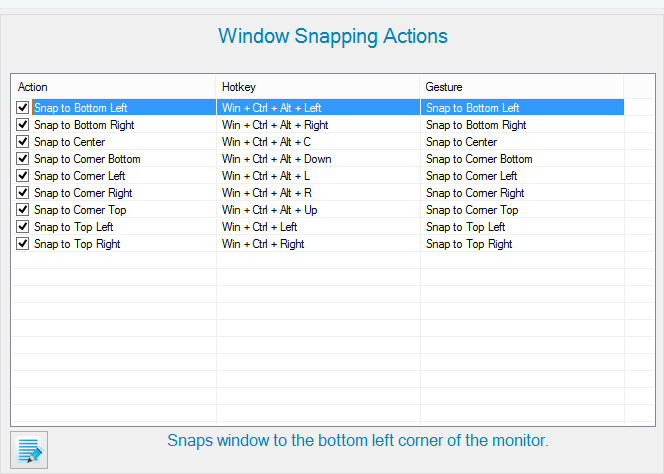 Window Snapping Actions
Action Hotkey Gesture
Snap to Bottom Left Win + Ctrl + Alt + Left Snap to Bottom Left
Snap to Bottom Right Win + Ctrl + Alt + Right Snap to Bottom Right
Snap to Center Win + Ctrl + Alt + C Snap to Center
Snap to Corner Bottom Win + Ctrl + Alt + Down Snap to Corner Bottom
Snap to Corner Left Win + Ctrl + Alt + L Snap to Corner Left
Snap to Corner Right Win + Ctrl + Alt + R Snap to Corner Right
Snap to Corner Top Win + Ctrl + Alt + Up Snap to Corner Top
Snap to Top Left Win + Ctrl + Left Snap to Top Left
Snap to Top Right Win + Ctrl + Right Snap to Top Right
Snaps window to the bottom left corner of the monitor.